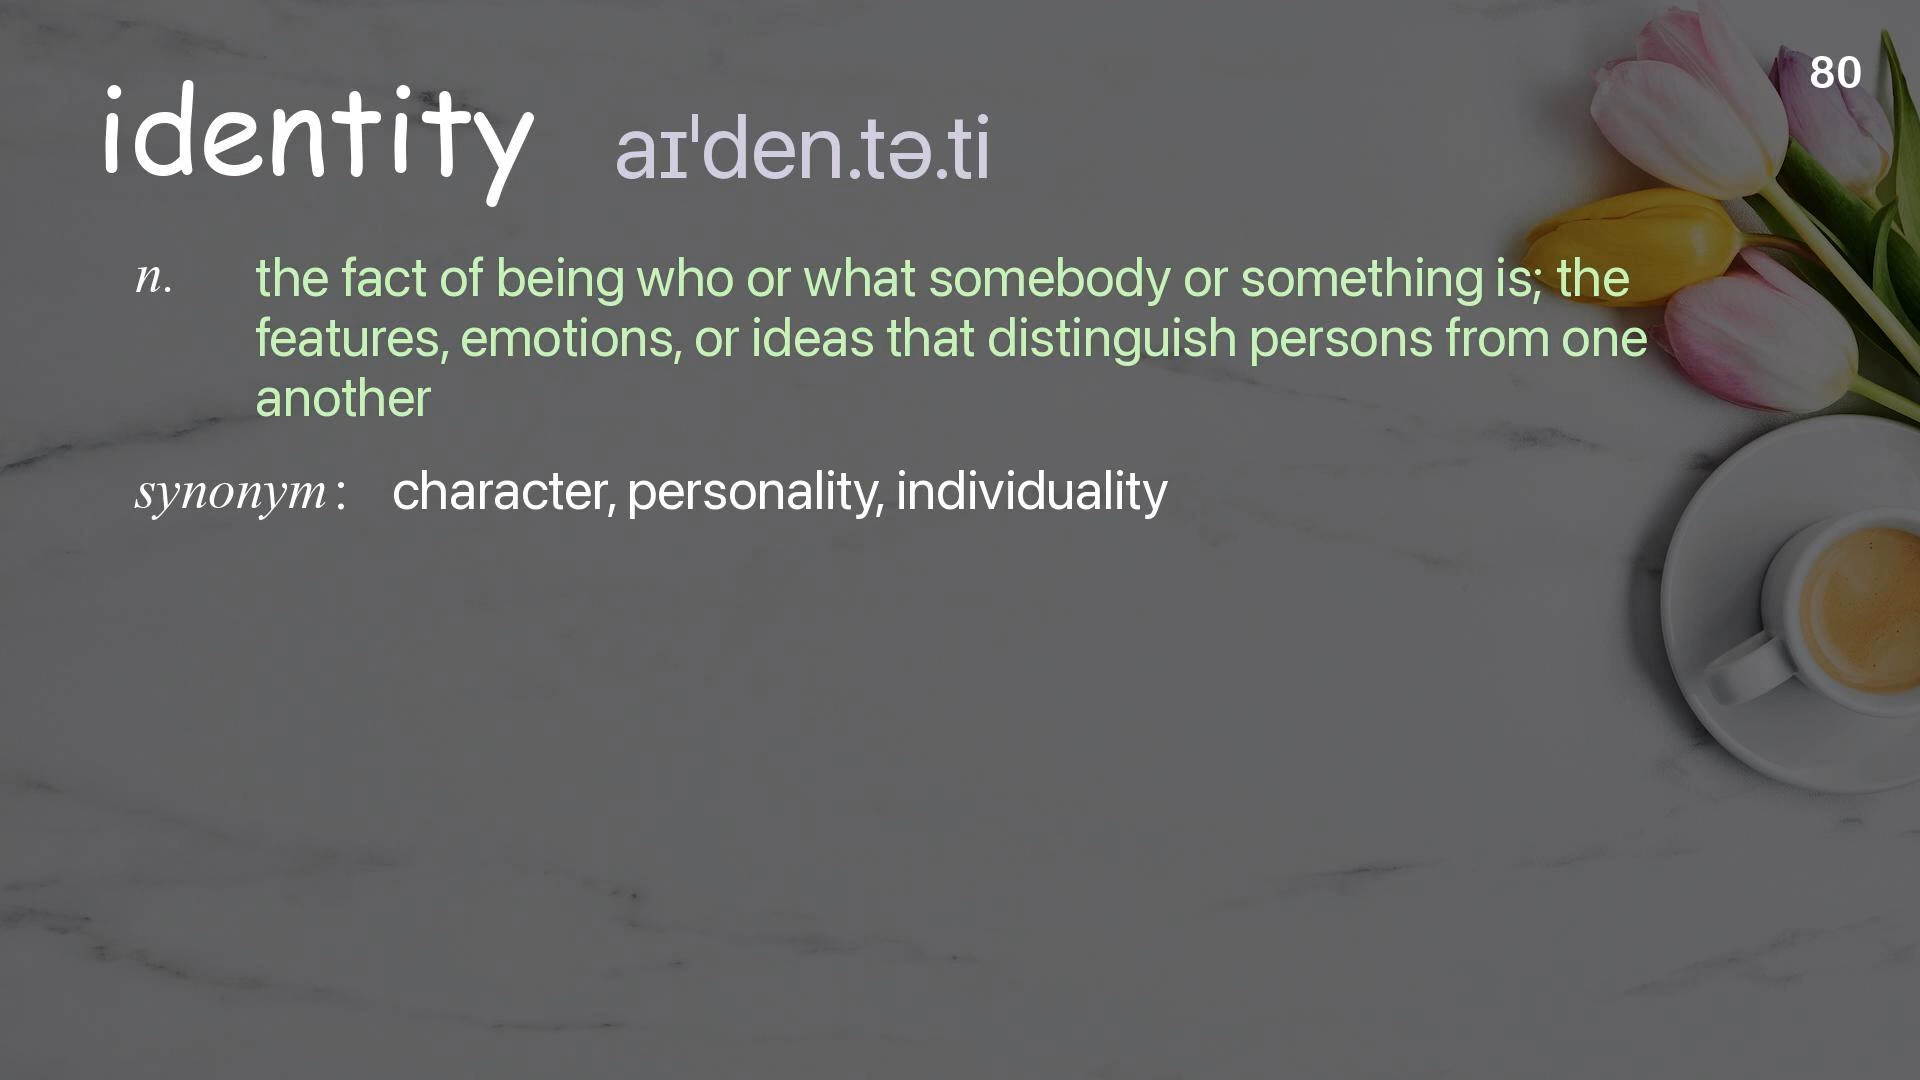 80
identity aɪˈden.tə.ti
n. the fact of being who or what somebody or something is; the
features, emotions, or ideas that distinguish persons from one
another
synonym: character, personality, individuality